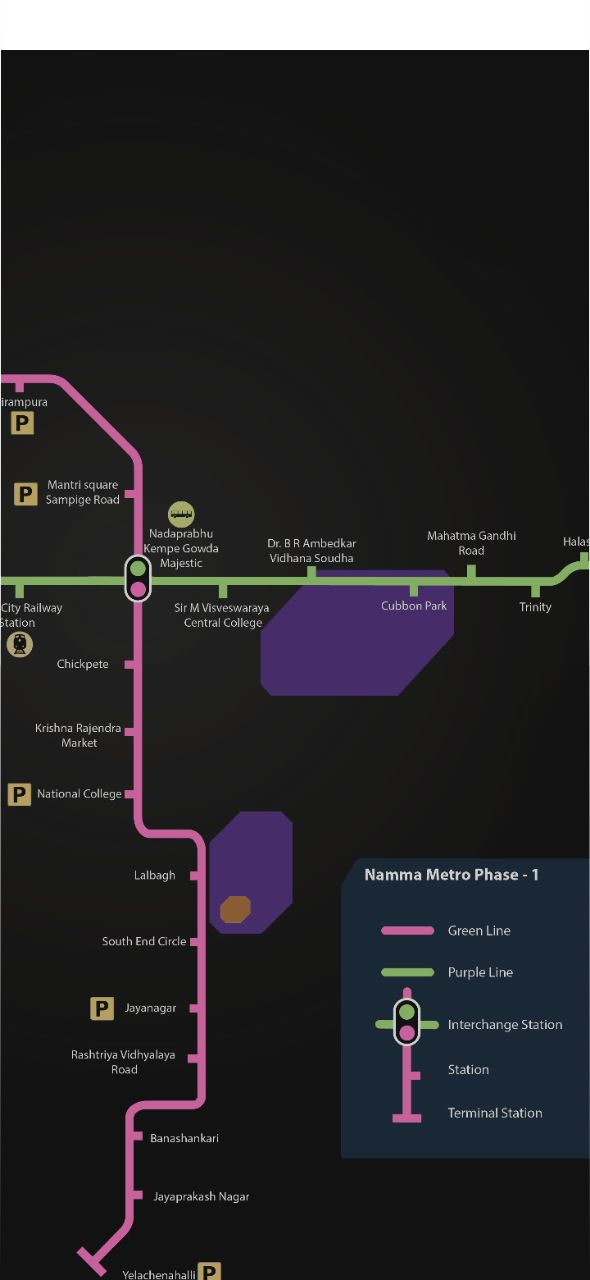 irampura
P
P
Mantri square
Sampige Road
Nadaprabhu
Kempe Gowda
Majestic
Dr. B R Ambedkar
Vidhana Soudha
Mahatma Gandhi
Road
Halas
City Railway
Station
Sir M Visveswaraya
Central College
Cubbon Park
Trinity
Chickpete
Krishna Rajendra
Market
P
National College
Lalbagh
South End Circle
P
Jayanagar
Rashtriya Vidhyalaya
Road
Banashankari
Jayaprakash Nagar
Yelachenahalli P
Namma Metro Phase - 1
Green Line
Purple Line
Interchange Station
Station
Terminal Station